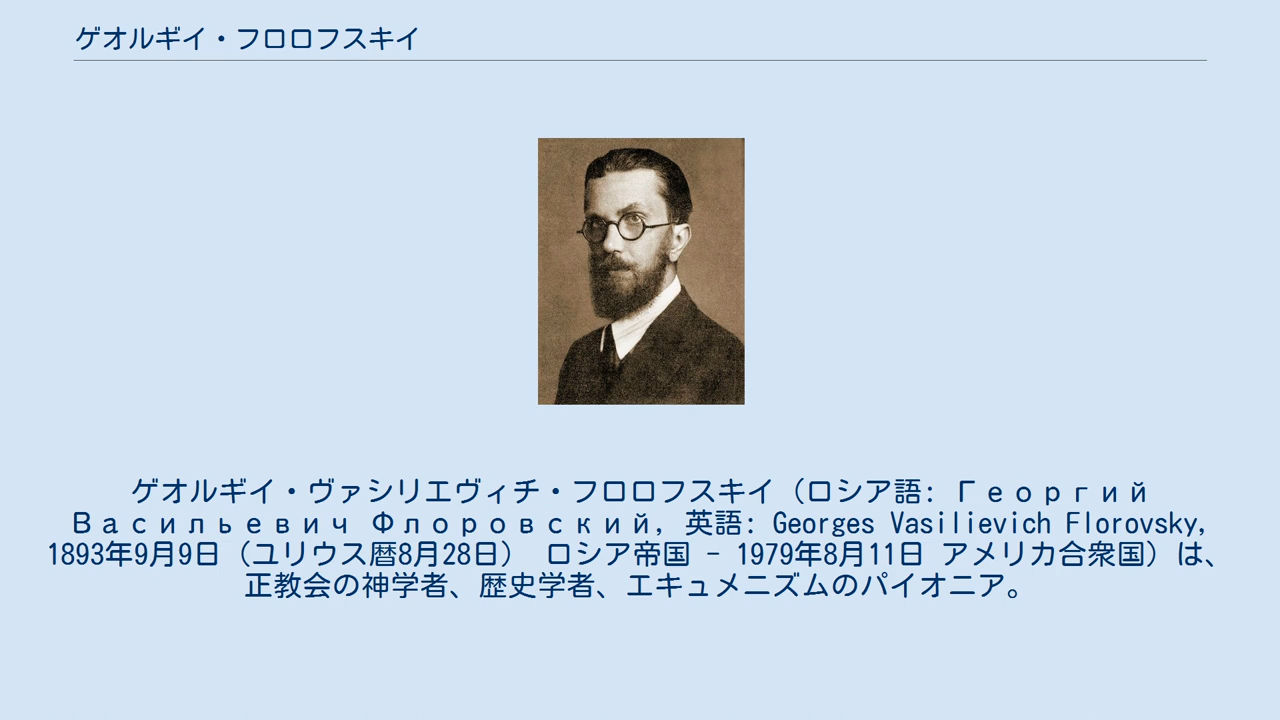 ゲオルギイ・フロロフスキイ
ゲオルギイ・ヴァシリエヴィチ・フロロフスキイ（ロシア語: Георгий
Васильевич Флоровский, 英語: Georges Vasilievich Florovsky,
1893年9月9日（ユリウス暦8月28日） ロシア帝国 - 1979年8月11日 アメリカ合衆国）は、
正教会の神学者、歴史学者、エキュメニズムのパイオニア。